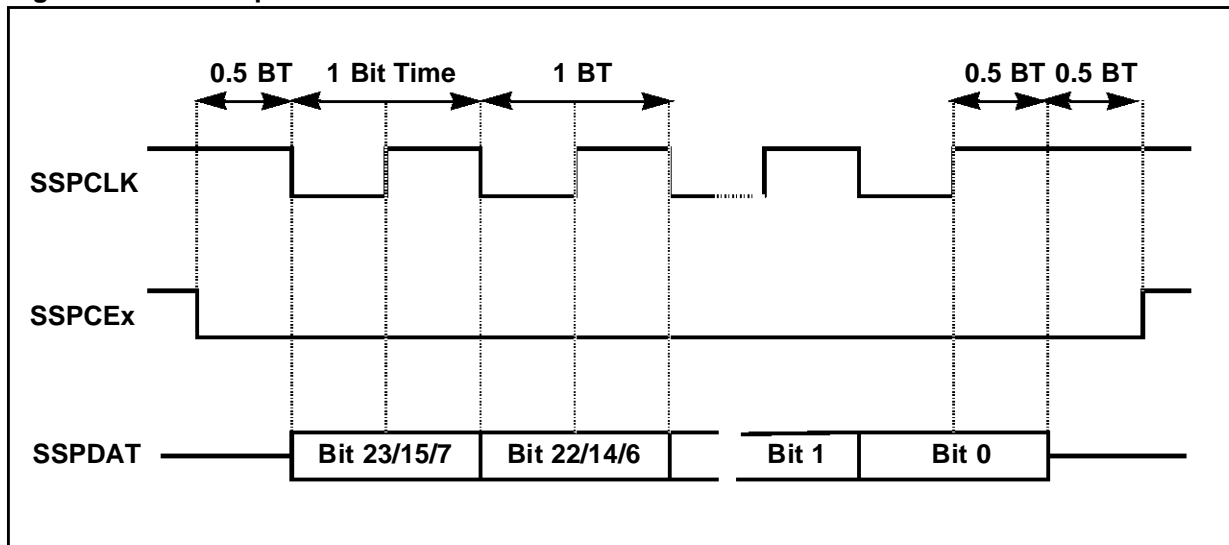 0.5 BT 1 Bit Time 1 BT 0.5 BT 0.5 BT
SSPCLK
SSPCEx
SSPDAT Bit 23/15/7 Bit 22/14/6 Bit 1 Bit 0